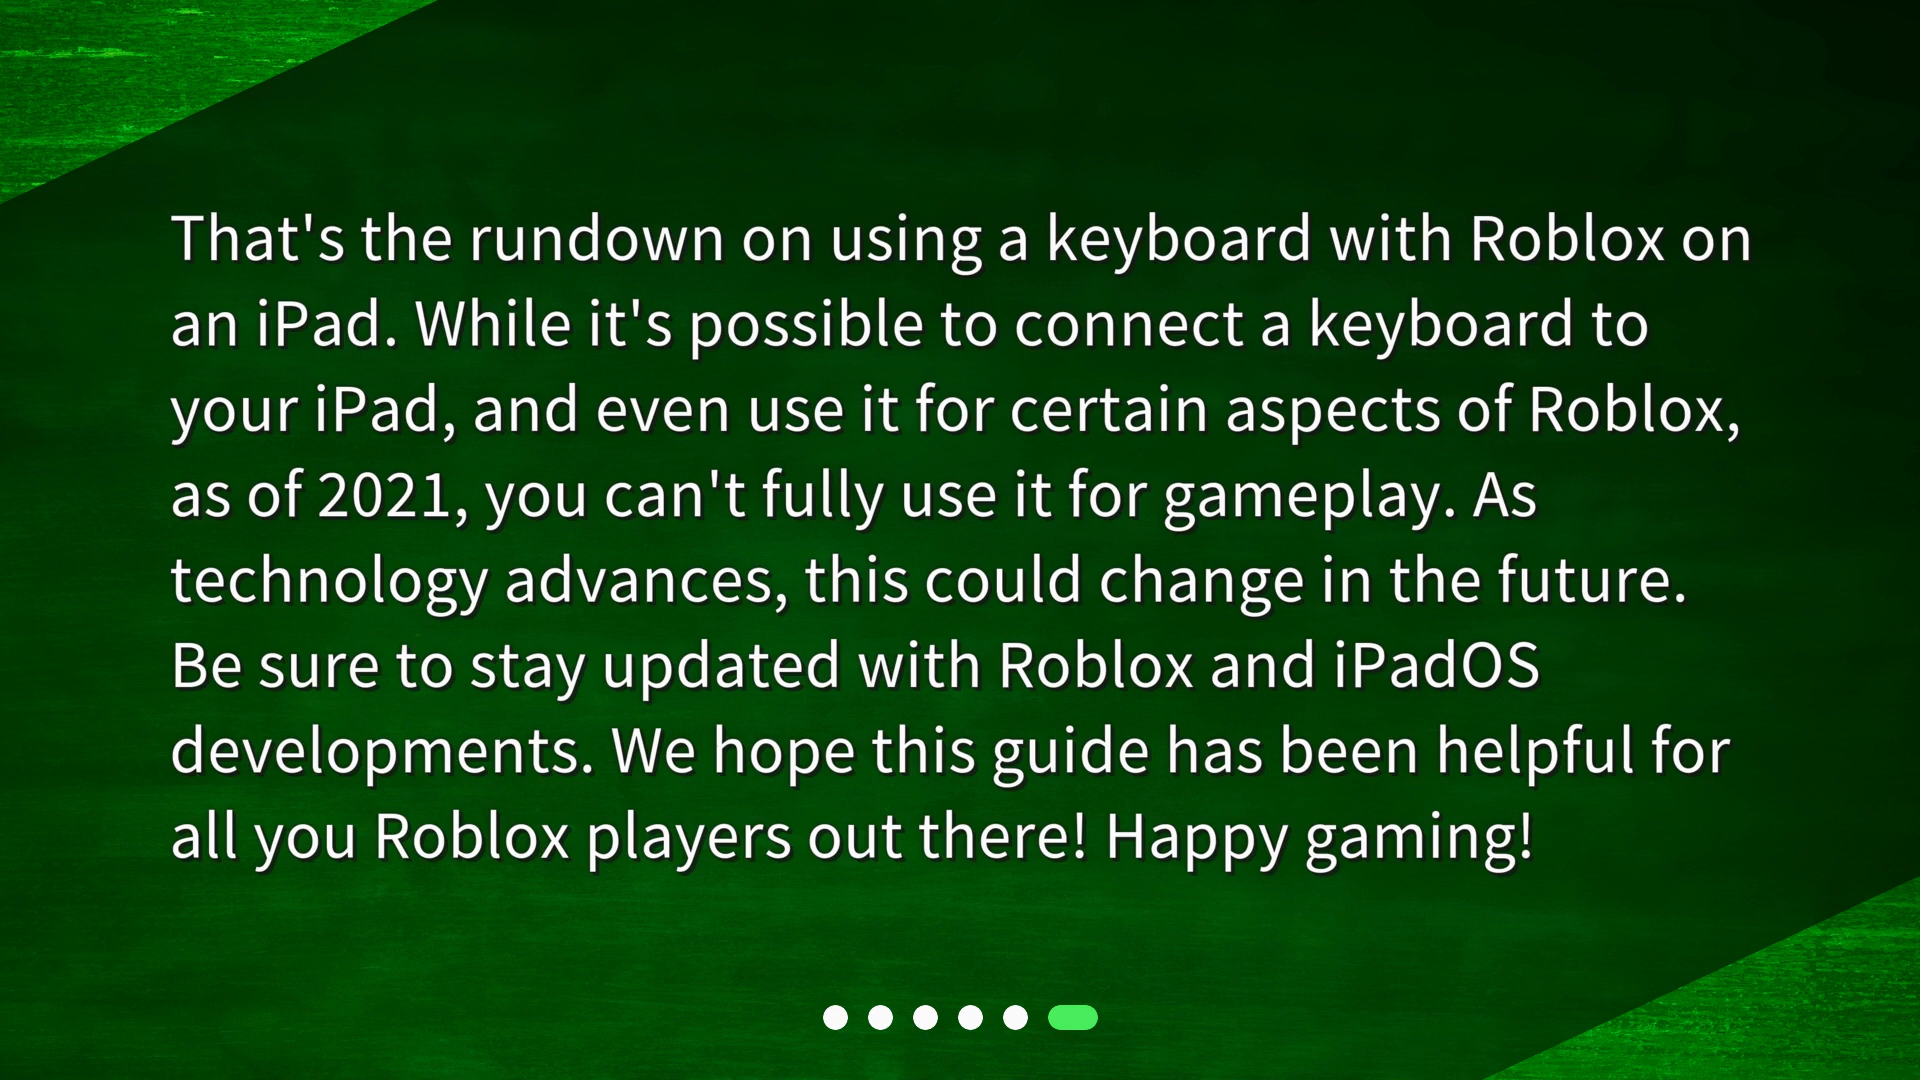 That's the rundown on using a keyboard with Roblox on
an iPad. While it's possible to connect a keyboard to
your iPad, and even use it for certain aspects of Roblox,
as of 2021, you can't fully use it for gameplay. As
technology advances, this could change in the future.
Be sure to stay updated with Roblox and iPadOS
developments. We hope this guide has been helpful for
all you Roblox players out there! Happy gaming!